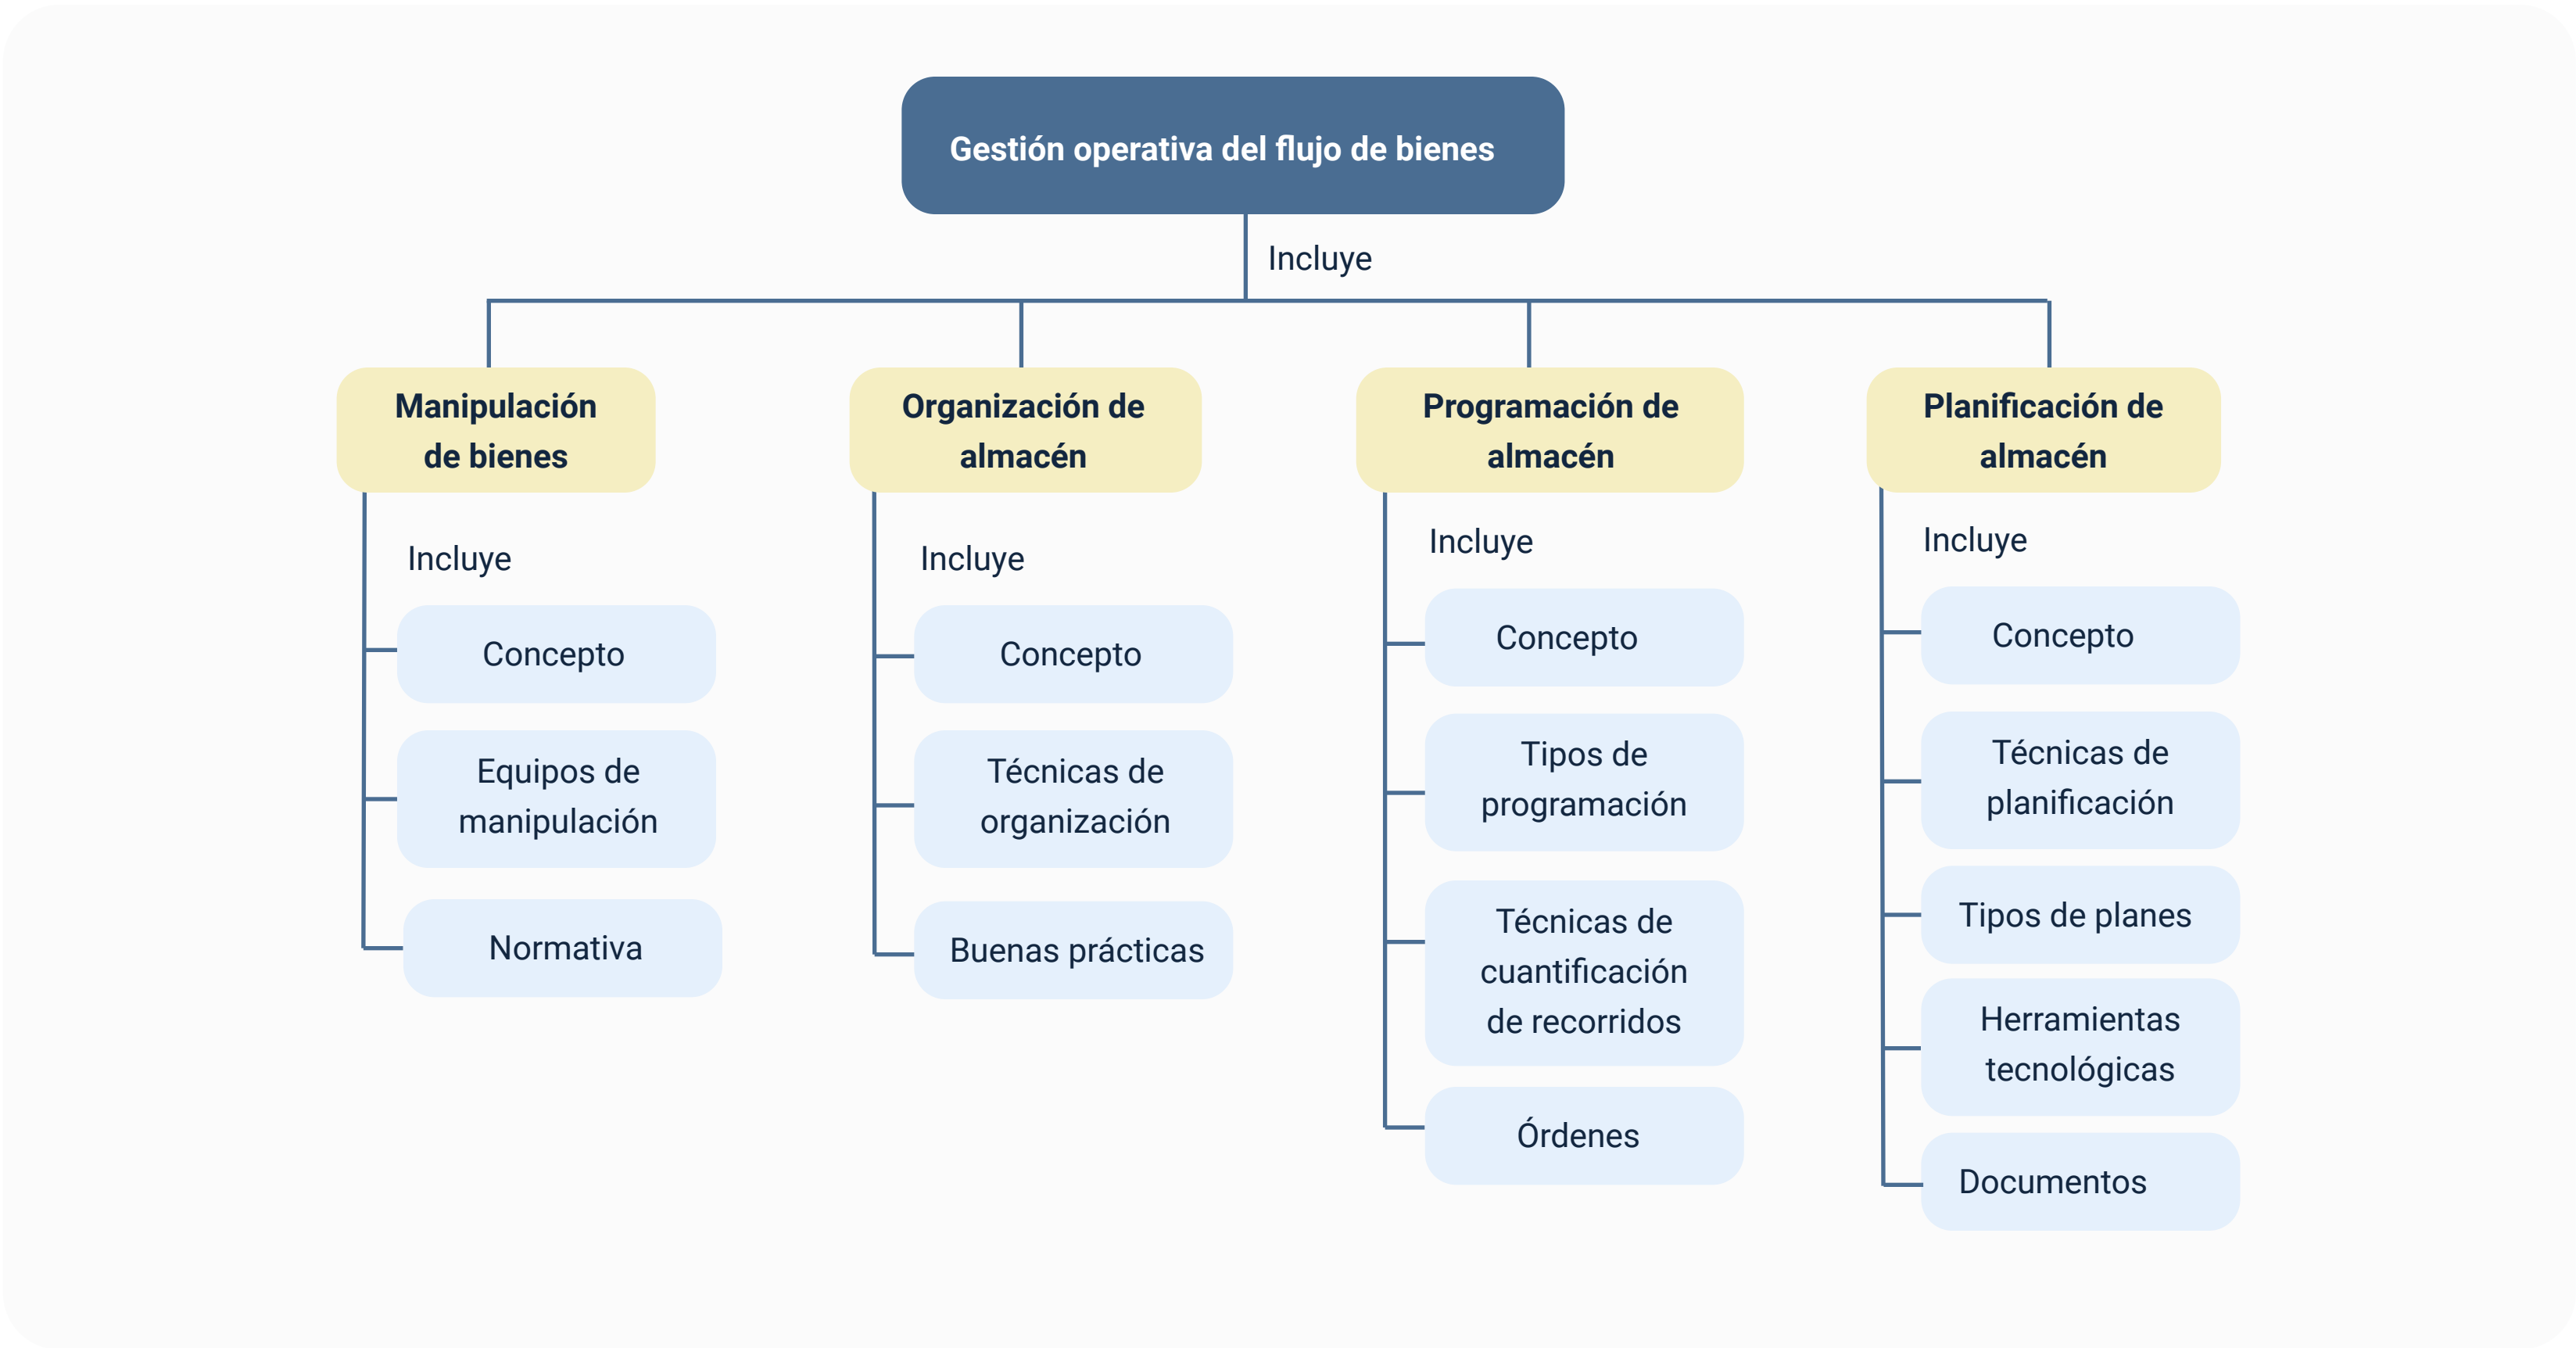 Gestión operativa del flujo de bienes
Incluye
Manipulación
de bienes
Incluye
Concepto
Equipos de
manipulación
Normativa
Organización de
almacén
Incluye
Concepto
Técnicas de
organización
Buenas prácticas
Programación de
almacén
Incluye
Concepto
Tipos de
programación
Técnicas de
cuantificación
de recorridos
Órdenes
Planificación de
almacén
Incluye
Concepto
Técnicas de
planificación
Tipos de planes
Herramientas
tecnológicas
Documentos